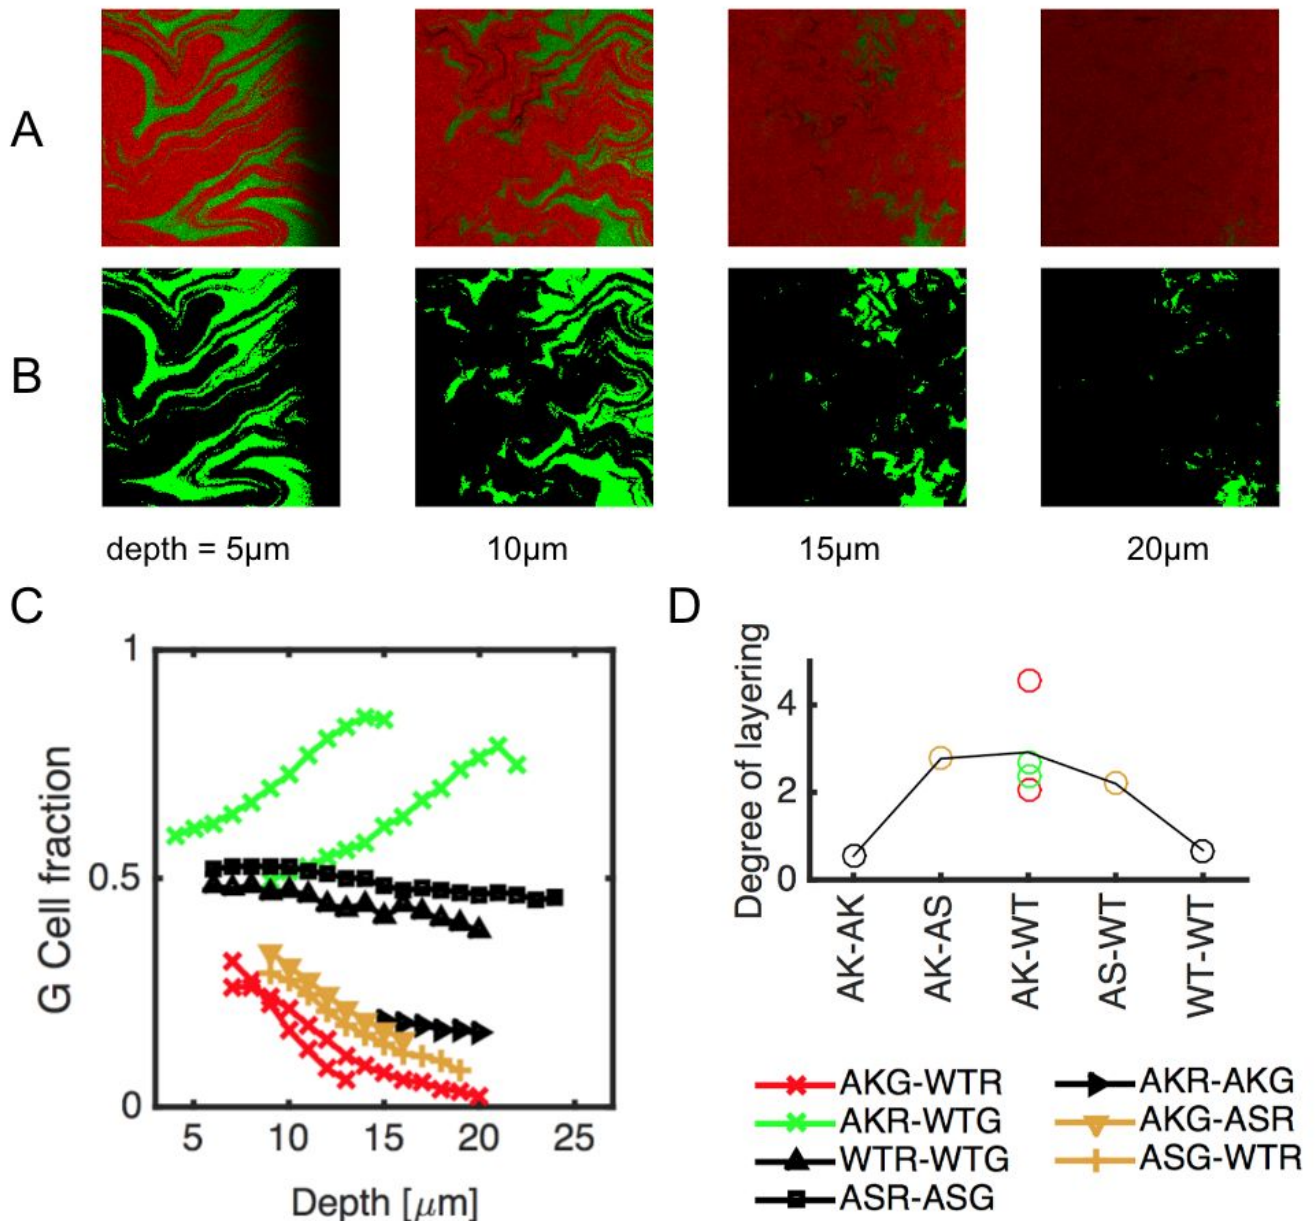 A
B
depth = 5µm
10µm
15µm
20µm
C
D
1
0.5
0
G Cell fraction
5
10
15
20
25
Depth [µm]
Degree of layering
4
2
0
AK-AK
AK-AS
AK-WT
AS-WT
WT-WT
AKG-WTR
AKR-WTG
WTR-WTG
ASR-ASG
AKR-AKG
AKG-ASR
ASG-WTR